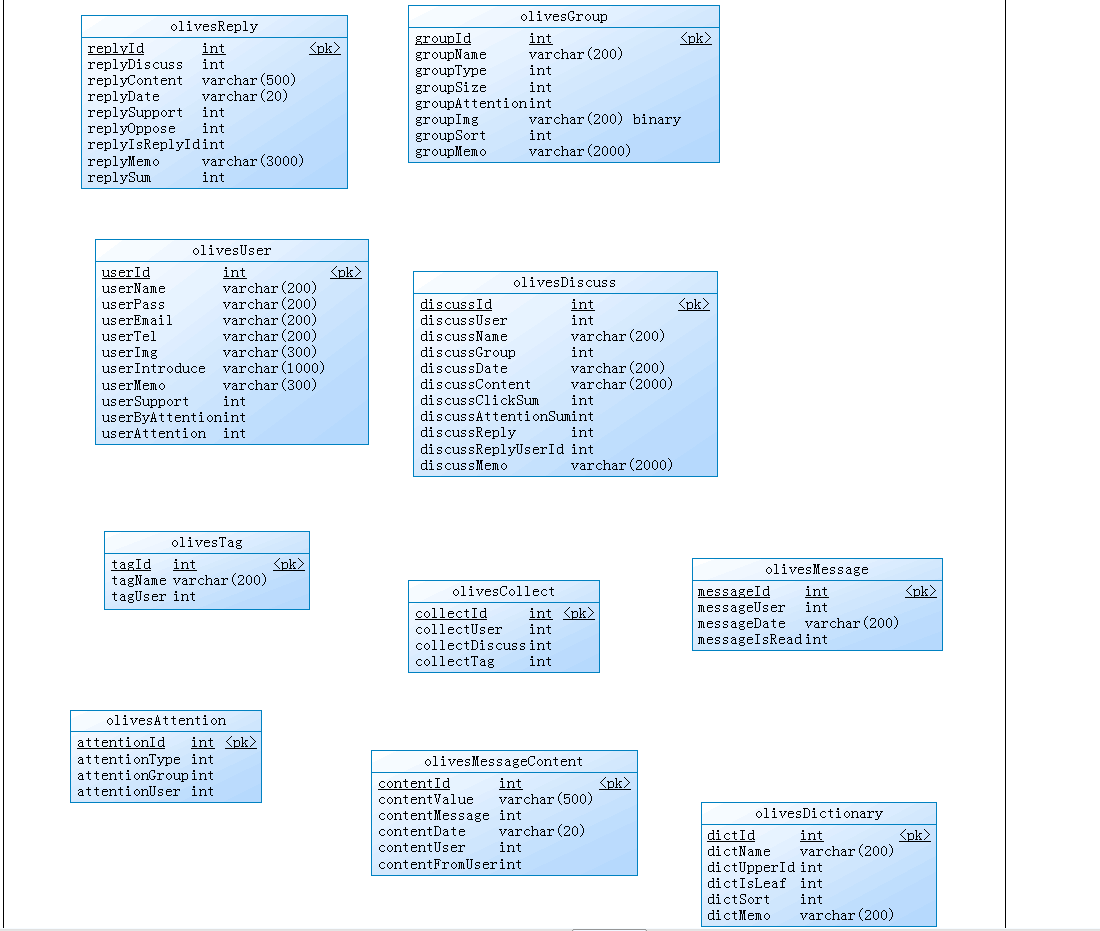 olivesReply
replyId int <pk>
replyDiscuss int
replyContent varchar(500)
replyDate varchar(20)
replySupport int
replyOppose int
replyIsReplyId int
replyMemo varchar(3000)
replySum int
olivesGroup
groupId int <pk>
groupName varchar(200)
groupType int
groupSize int
groupAttention int
groupImg varchar(200) binary
groupSort int
groupMemo varchar(2000)
olivesUser
userId int <pk>
userName varchar(200)
userPass varchar(200)
userEmail varchar(200)
userTel varchar(200)
userImg varchar(300)
userIntroduce varchar(1000)
userMemo varchar(300)
userSupport int
userByAttention int
userAttention int
olivesDiscuss
discussId int <pk>
discussUser int
discussName varchar(200)
discussGroup int
discussDate varchar(200)
discussContent varchar(2000)
discussClickSum int
discussAttentionSum int
discussReply int
discussReplyUserId int
discussMemo varchar(2000)
olivesTag
tagId int <pk>
tagName varchar(200)
tagUser int
olivesCollect
collectId int <pk>
collectUser int
collectDiscuss int
collectTag int
olivesMessage
messageId int <pk>
messageUser int
messageDate varchar(200)
messageIsRead int
olivesAttention
attentionId int <pk>
attentionType int
attentionGroup int
attentionUser int
olivesMessageContent
contentId int <pk>
contentValue varchar(500)
contentMessage int
contentDate varchar(20)
contentUser int
contentFromUser int
olivesDictionary
dictId int <pk>
dictName varchar(200)
dictUpperId int
dictIsLeaf int
dictSort int
dictMemo varchar(200)